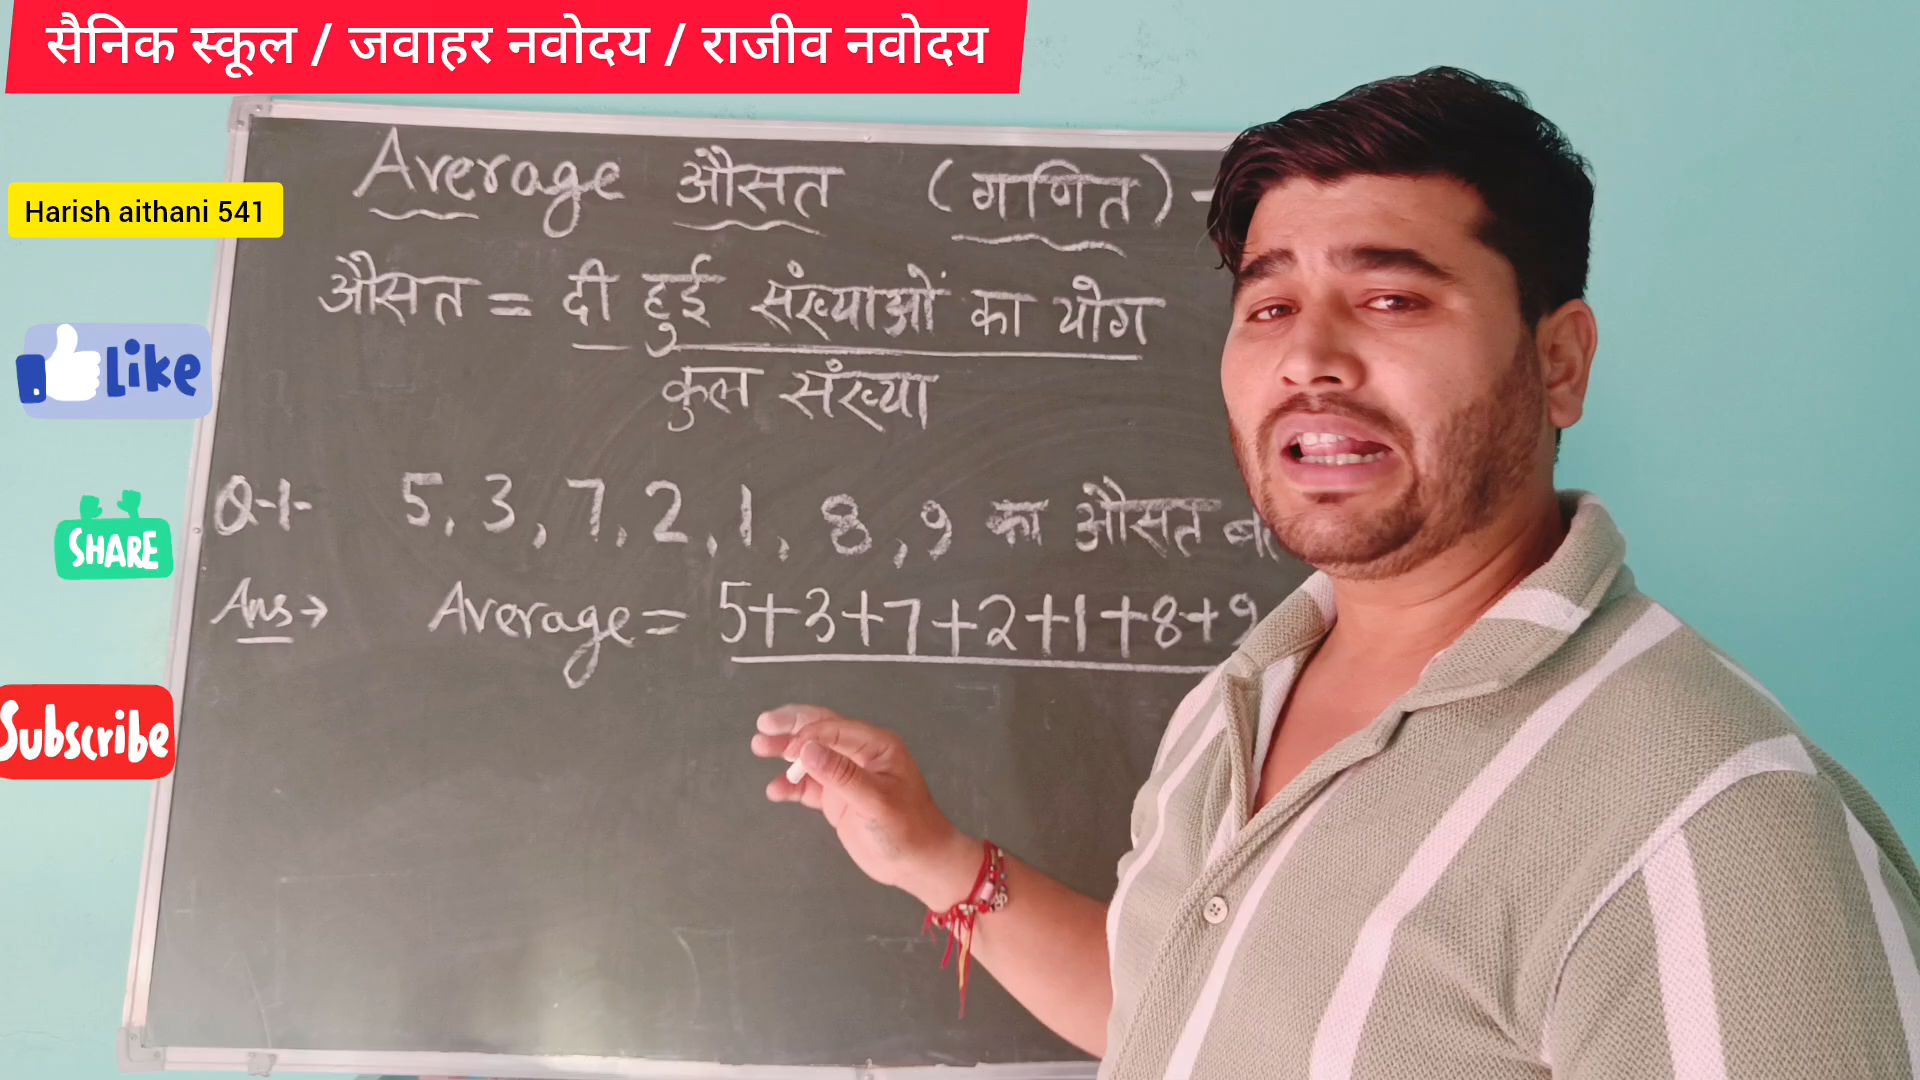 सैनिक स्कूल / जवाहर नवोदय / राजीव नवोदय
Average औसत (गणित) -
Harish aithani 541
औसत = दी हुई संख्याओं का योग
कुल संख्या
Like
Q-1- 5, 3, 7, 2, 1, 8, 9 का औसत
SHARE
Ans → Average = 5+3+7+2+1+8+9
Subscribe